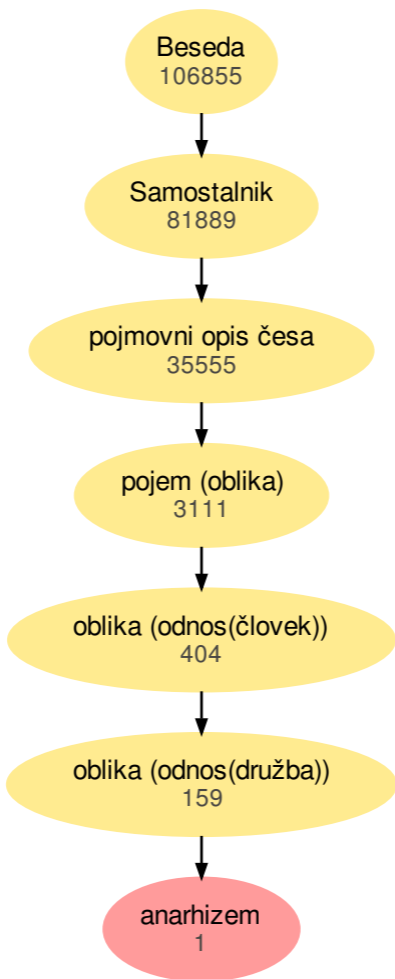 Beseda
106855
Samostalnik
81889
pojmovni opis česa
35555
pojem (oblika)
3111
oblika (odnos(človek))
404
oblika (odnos(družba))
159
anarhizem
1